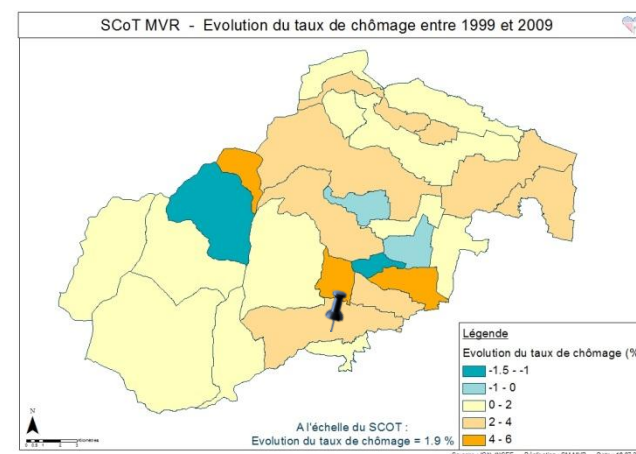 SCoT MVR - Evolution du taux de chômage entre 1999 et 2009
Légende
Evolution du taux de chômage (%
-1.5 - -1
-1 - 0
0 - 2
2 - 4
4 - 6
N
A l'échelle du SCOT :
Evolution du taux de chômage = 1.9 %